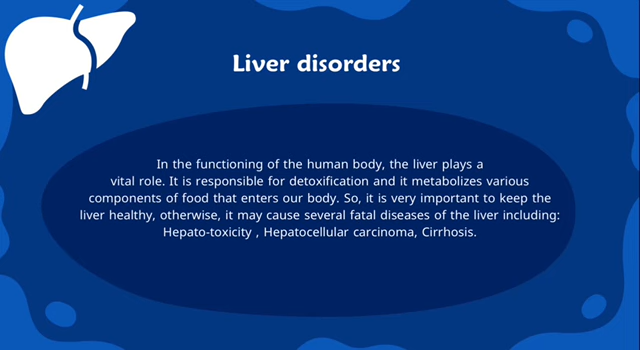 Liver disorders
In the functioning of the human body, the liver plays a
vital role. It is responsible for detoxification and it metabolizes various
components of food that enters our body. So, it is very important to keep the
liver healthy, otherwise, it may cause several fatal diseases of the liver including:
Hepato-toxicity , Hepatocellular carcinoma, Cirrhosis.